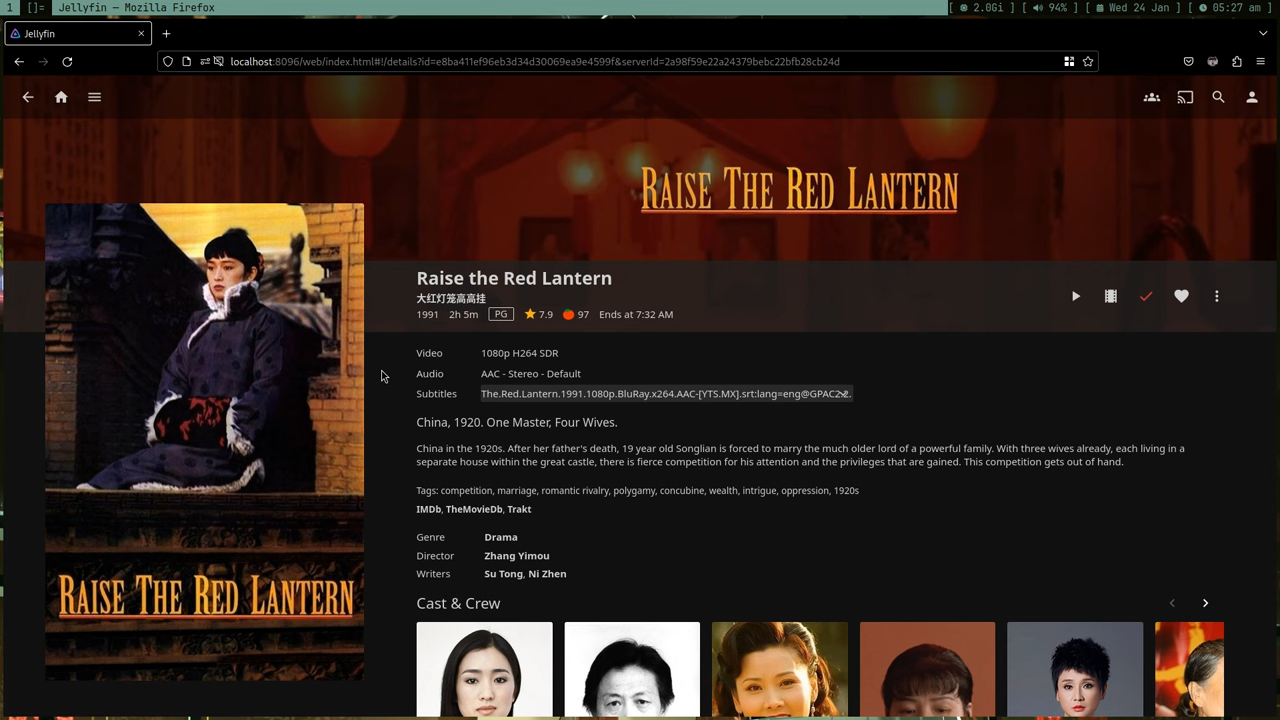 1 []= Jellyfin — Mozilla Firefox [ 2.0Gi ] [ 94% ] [ Wed 24 Jan ] [ 05:27 am ]
Jellyfin
localhost:8096/web/index.html#!/details?id=e8ba411ef96eb3d34d30069ea9e4599f&serverId=2a98f59e22a24379bebc22bfb28cb24d
RAISE THE RED LANTERN
Raise the Red Lantern
大红灯笼高高挂
1991 2h 5m PG 7.9 97 Ends at 7:32 AM
Video 1080p H264 SDR
Audio AAC - Stereo - Default
Subtitles The.Red.Lantern.1991.1080p.BluRay.x264.AAC-[YTS.MX].srt:lang=eng@GPAC2.2.
China, 1920. One Master, Four Wives.
China in the 1920s. After her father's death, 19 year old Songlian is forced to marry the much older lord of a powerful family. With three wives already, each living in a
separate house within the great castle, there is fierce competition for his attention and the privileges that are gained. This competition gets out of hand.
Tags: competition, marriage, romantic rivalry, polygamy, concubine, wealth, intrigue, oppression, 1920s
IMDb, TheMovieDb, Trakt
Genre Drama
Director Zhang Yimou
Writers Su Tong, Ni Zhen
RAISE THE RED LANTERN
Cast & Crew